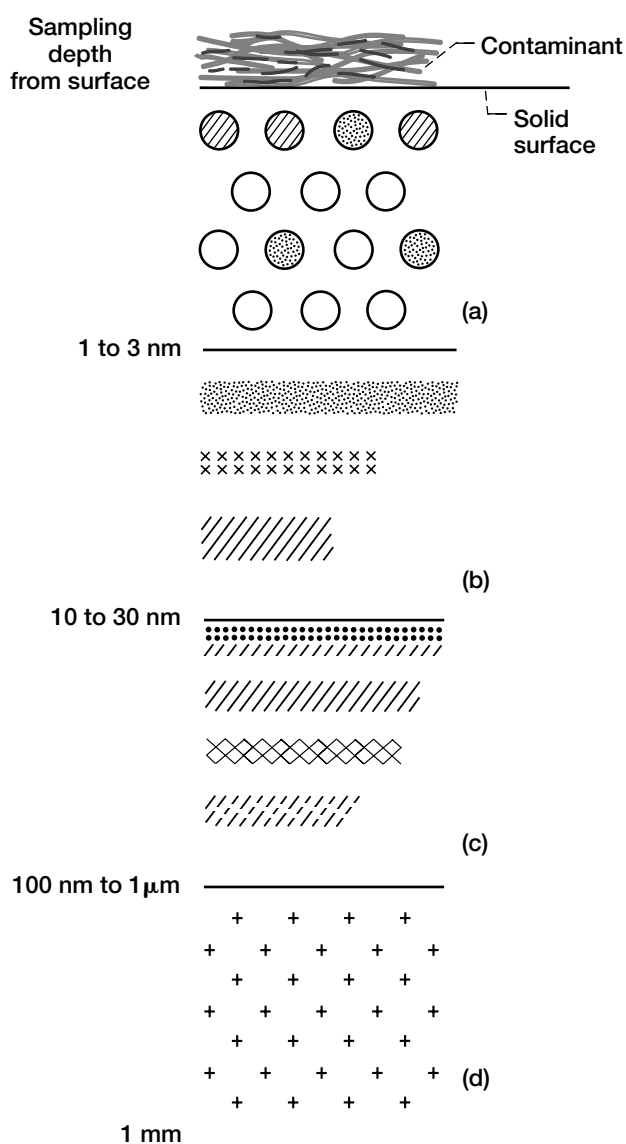 Sampling
depth
from surface
Contaminant
Solid
surface
(a)
1 to 3 nm
(b)
10 to 30 nm
(c)
100 nm to 1μm
(d)
1 mm